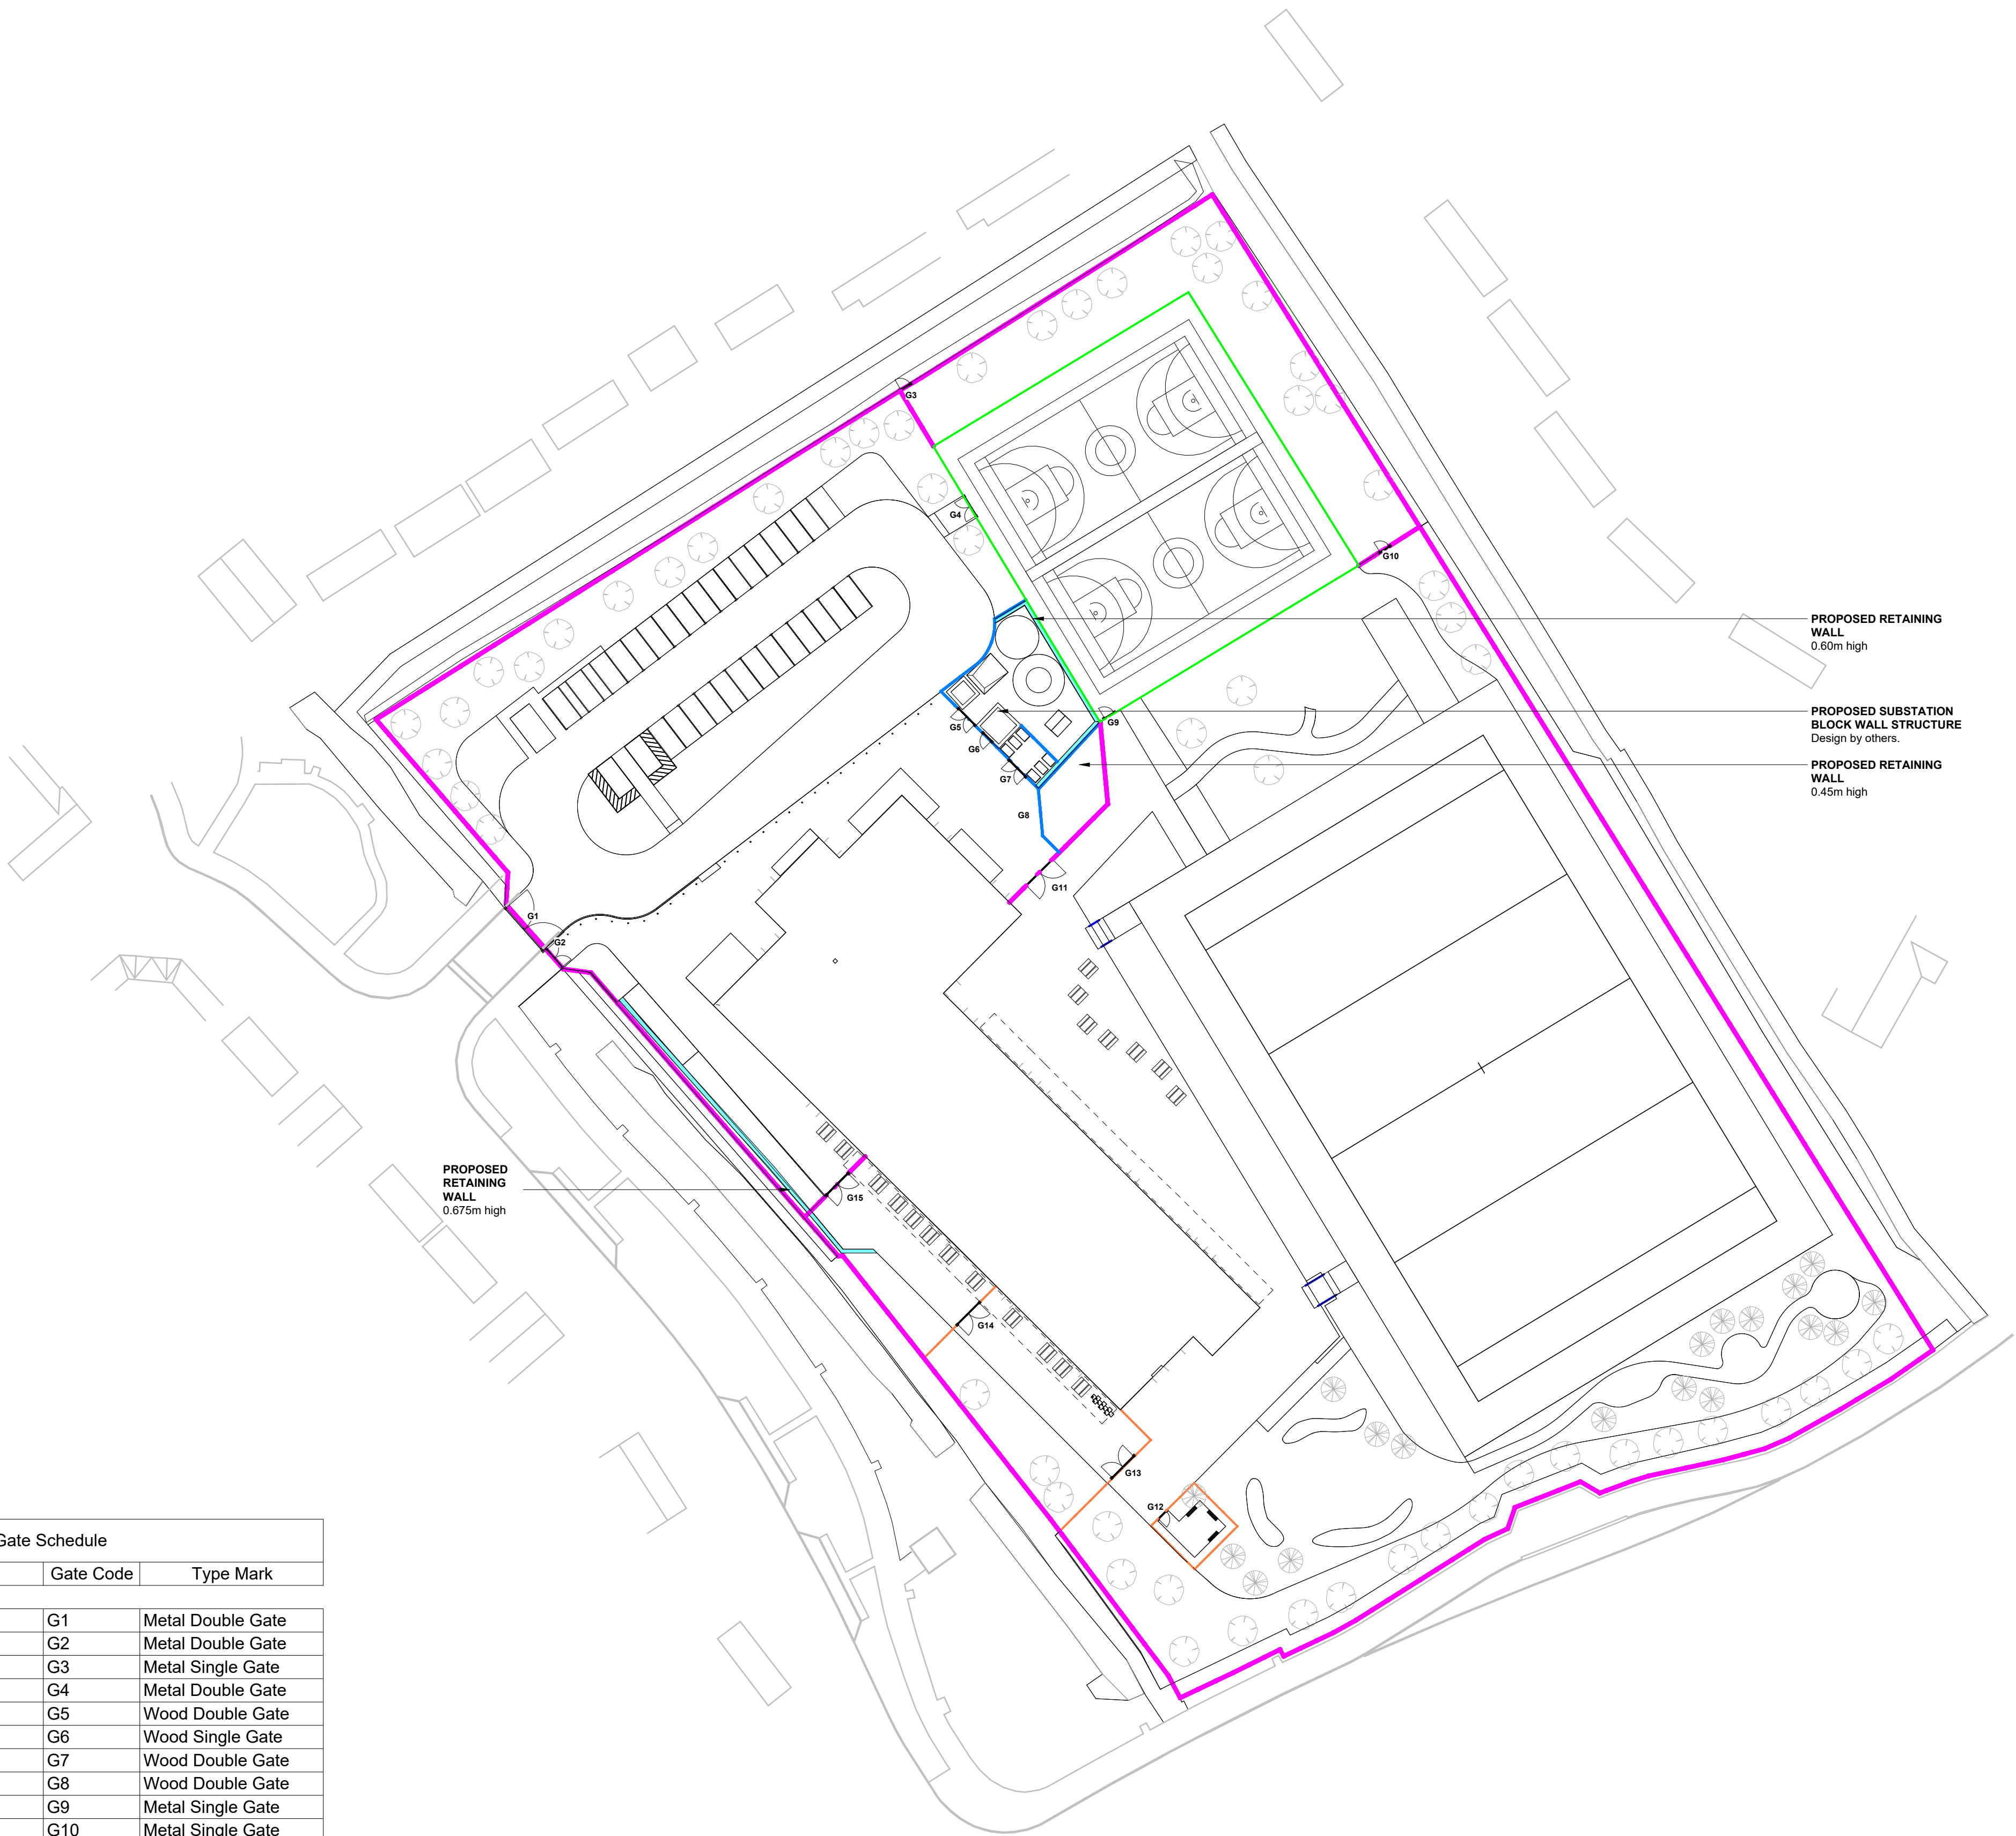 G3
G4
G10
PROPOSED RETAINING
WALL
0.60m high
PROPOSED SUBSTATION
BLOCK WALL STRUCTURE
Design by others.
PROPOSED RETAINING
WALL
0.45m high
G9
G5
G6
G7
G8
G11
G1
G2
PROPOSED
RETAINING
WALL
0.675m high
G15
G14
G13
G12
Gate Schedule
Gate Code Type Mark
G1 Metal Double Gate
G2 Metal Double Gate
G3 Metal Single Gate
G4 Metal Double Gate
G5 Wood Double Gate
G6 Wood Single Gate
G7 Wood Double Gate
G8 Wood Double Gate
G9 Metal Single Gate
G10 Metal Single Gate